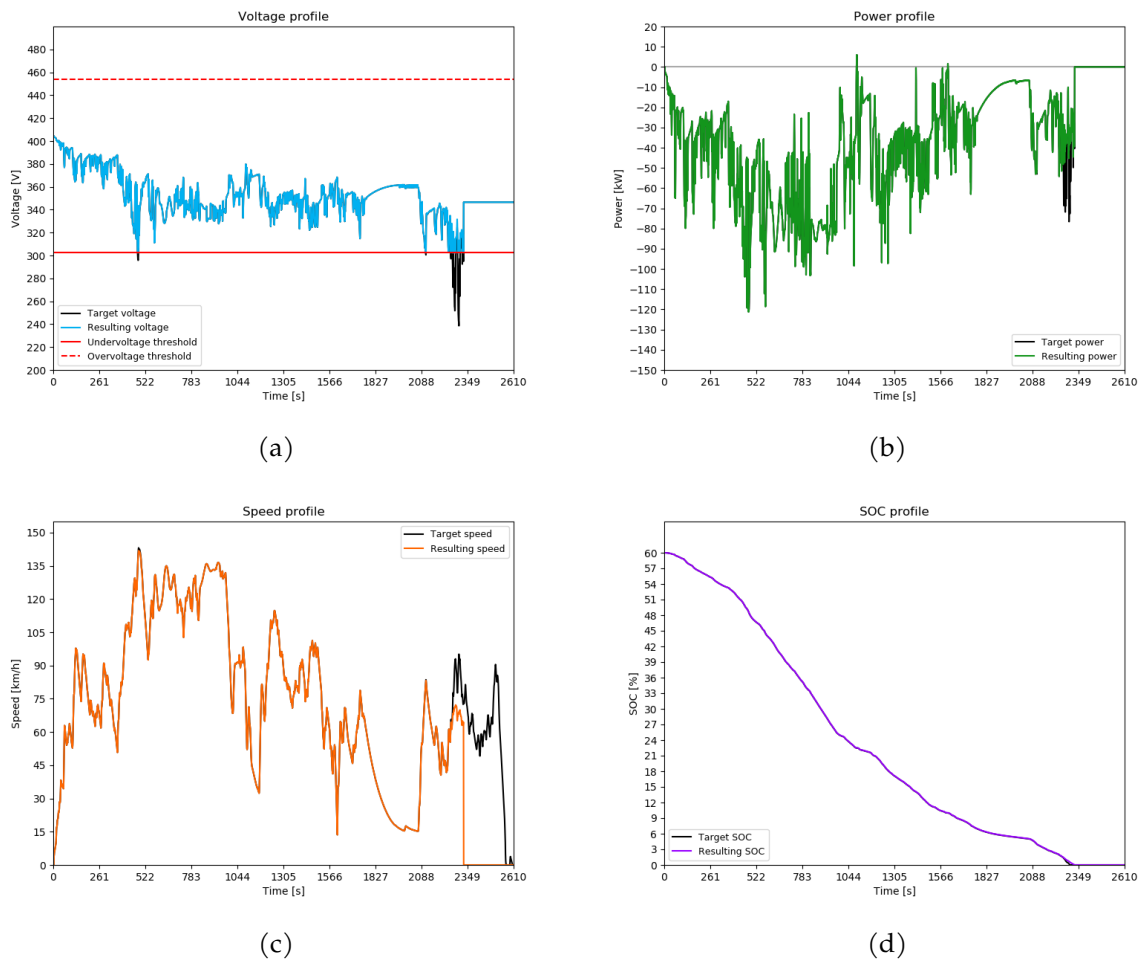 Voltage profile
480
460
440
420
400
380
360
340
320
300
280
260
240
220
200
Voltage [V]
Target voltage
Resulting voltage
Undervoltage threshold
Overvoltage threshold
0 261 522 783 1044 1305 1566 1827 2088 2349 2610
Time [s]
(a)
Power profile
20
10
0
−10
−20
−30
−40
−50
−60
−70
−80
−90
−100
−110
−120
−130
−140
−150
Power [kW]
Target power
Resulting power
0 261 522 783 1044 1305 1566 1827 2088 2349 2610
Time [s]
(b)
Speed profile
150
135
120
105
90
75
60
45
30
15
0
Speed [km/h]
Target speed
Resulting speed
0 261 522 783 1044 1305 1566 1827 2088 2349 2610
Time [s]
(c)
SOC profile
60
57
54
51
48
45
42
39
36
33
30
27
24
21
18
15
12
9
6
3
0
SOC [%]
Target SOC
Resulting SOC
0 261 522 783 1044 1305 1566 1827 2088 2349 2610
Time [s]
(d)